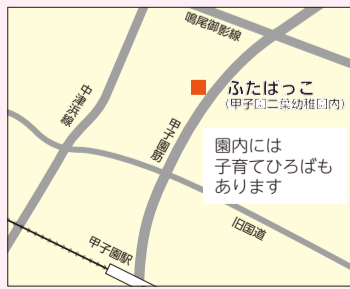 鳴尾御影線
ふたばっこ
(甲子園二葉幼稚園内)
中津浜線
甲子園筋
園内には
子育てひろばも
あります
旧国道
甲子園駅